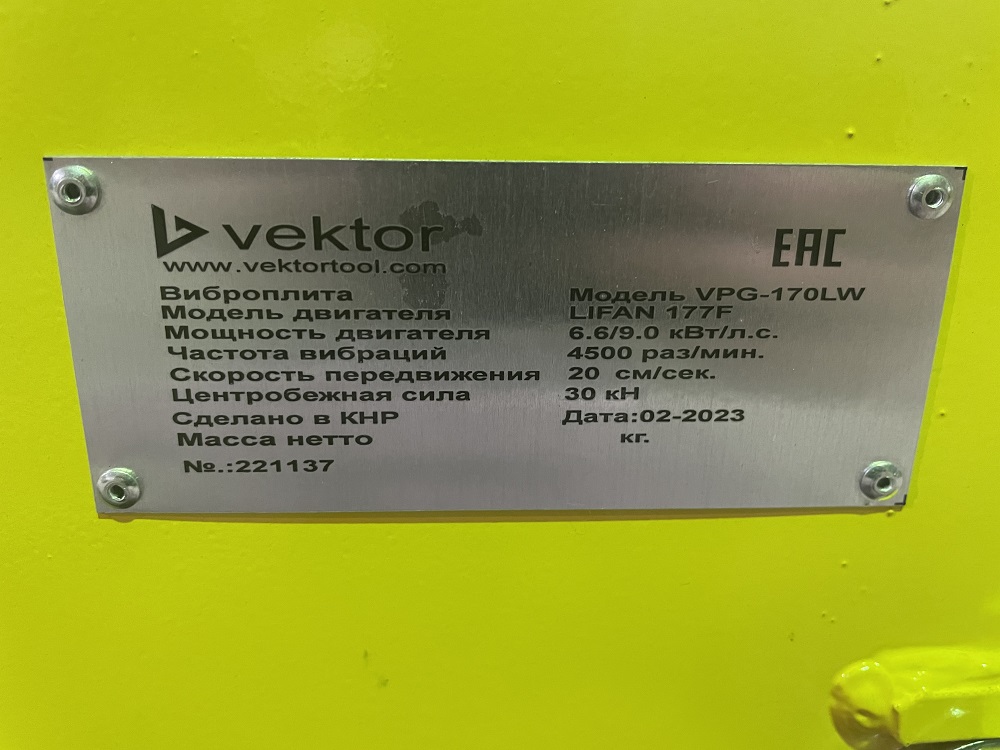 vektor
EAC
www.vektortool.com
Виброплита Модель VPG-170LW
Модель двигателя LIFAN 177F
Мощность двигателя 6.6/9.0 кВт/л.с.
Частота вибраций 4500 раз/мин.
Скорость передвижения 20 см/сек.
Центробежная сила 30 кН
Сделано в КНР Дата:02-2023
Масса нетто кг.
№.:221137